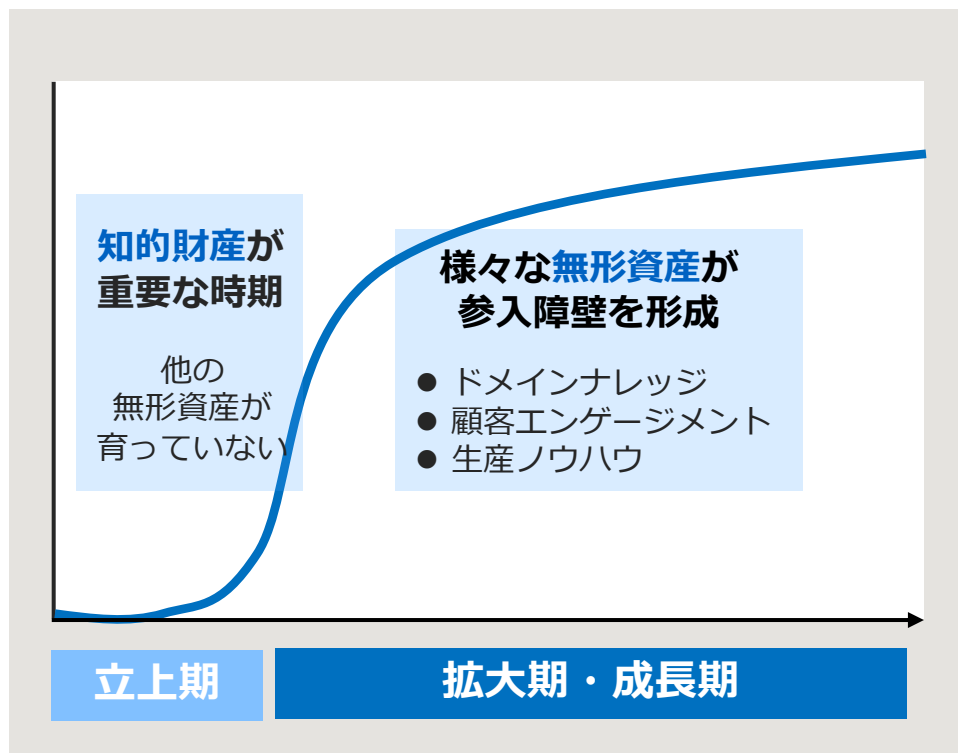 知的財産が
重要な時期
他の
無形資産が
育っていない
様々な無形資産が
参入障壁を形成
● ドメインナレッジ
● 顧客エンゲージメント
● 生産ノウハウ
立上期
拡大期・成長期